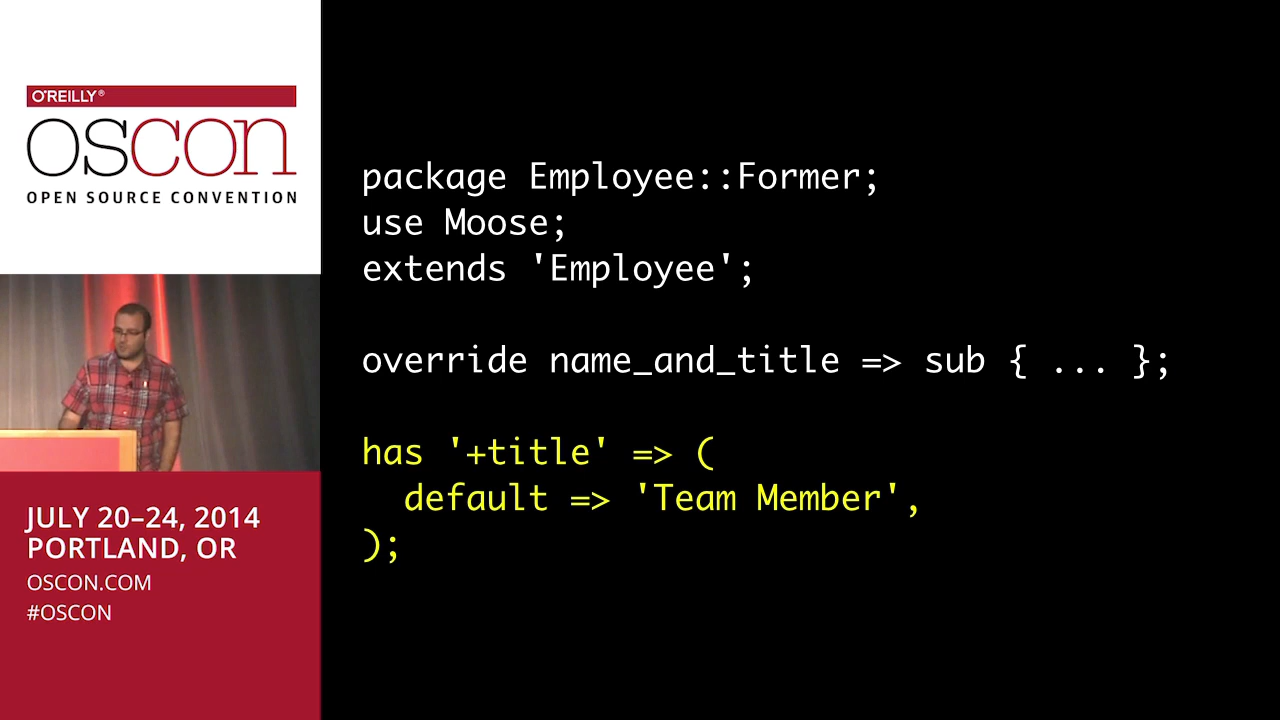 O'REILLY®
OSCON
OPEN SOURCE CONVENTION
JULY 20–24, 2014
PORTLAND, OR
OSCON.COM
#OSCON
package Employee::Former;
use Moose;
extends 'Employee';
override name_and_title => sub { ... };
has '+title' => (
  default => 'Team Member',
);